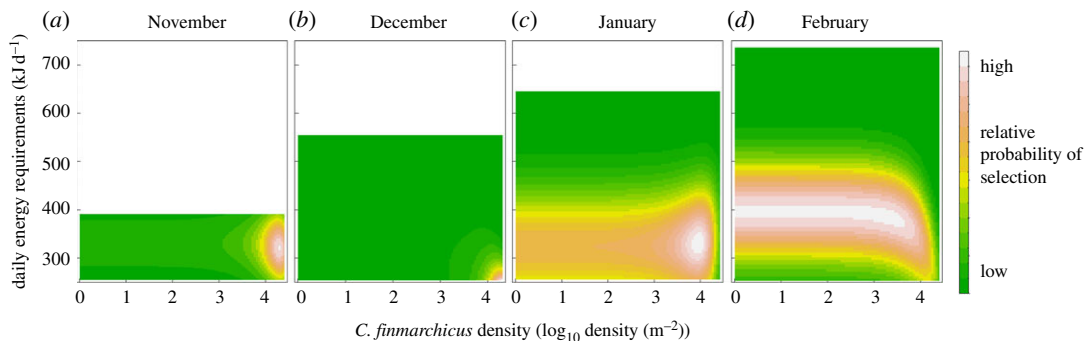 (a) November (b) December (c) January (d) February
daily energy requirements (kJ d⁻¹)
700
600
500
400
300
0 1 2 3 4 0 1 2 3 4 0 1 2 3 4 0 1 2 3 4
C. finmarchicus density (log₁₀ density (m⁻²))
high
relative
probability of
selection
low